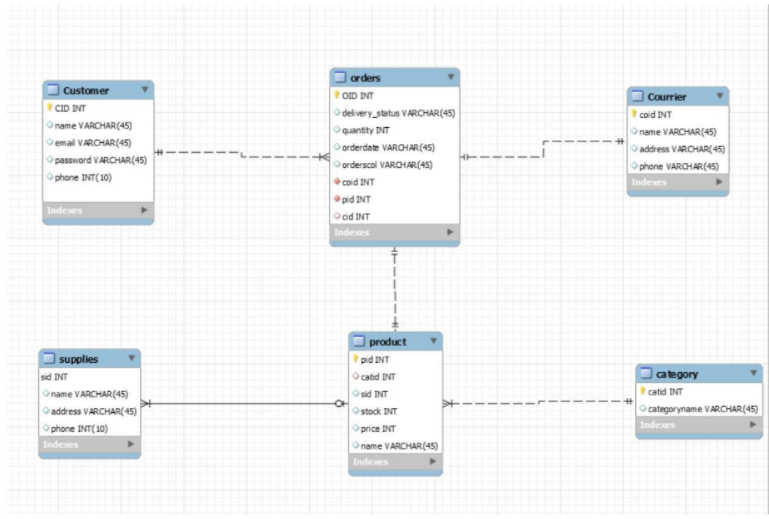 Customer
CID INT
name VARCHAR(45)
email VARCHAR(45)
password VARCHAR(45)
phone INT(10)
Indexes
orders
OID INT
delivery_status VARCHAR(45)
quantity INT
orderdate VARCHAR(45)
orderscol VARCHAR(45)
coid INT
pid INT
cid INT
Indexes
Courrier
coid INT
name VARCHAR(45)
address VARCHAR(45)
phone VARCHAR(45)
Indexes
supplies
sid INT
name VARCHAR(45)
address VARCHAR(45)
phone INT(10)
Indexes
product
pid INT
catid INT
sid INT
stock INT
price INT
name VARCHAR(45)
Indexes
category
catid INT
categoryname VARCHAR(45)
Indexes